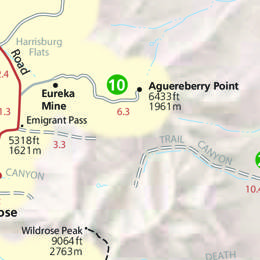 Harrisburg
Flats
2.4
Road
10
Eureka
Mine
Aguereberry Point
6433ft
1961m
1.3
6.3
Emigrant Pass
5318ft
1621m
3.3
TRAIL CANYON
CANYON
10.4
ose
Wildrose Peak
9064ft
2763m
DEATH